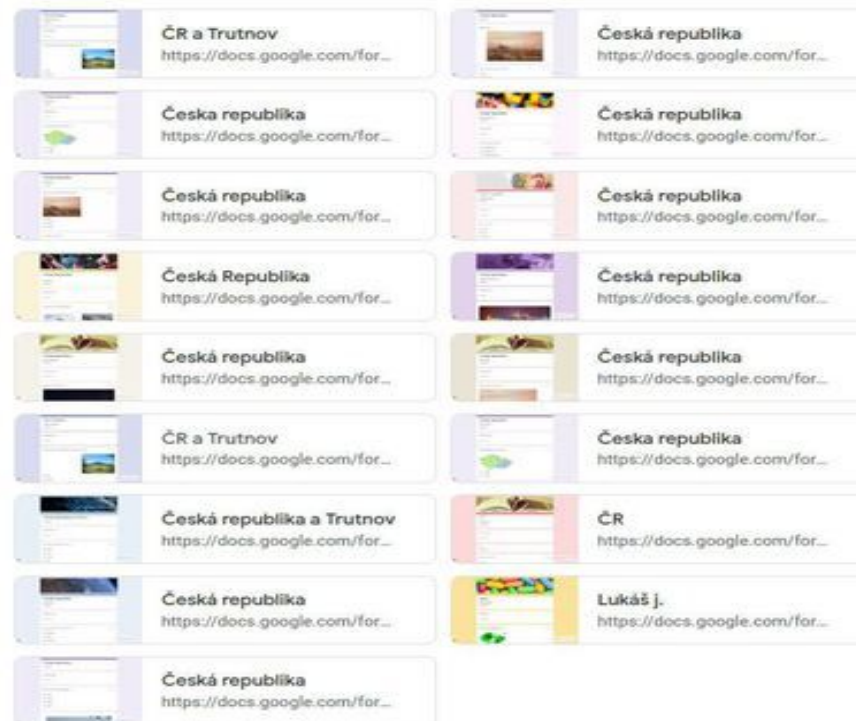 ČR a Trutnov
https://docs.google.com/for...
Česká republika
https://docs.google.com/for...
Česka republika
https://docs.google.com/for...
Česká republika
https://docs.google.com/for...
Česká republika
https://docs.google.com/for...
Česká republika
https://docs.google.com/for...
Česká Republika
https://docs.google.com/for...
Česká republika
https://docs.google.com/for...
Česká republika
https://docs.google.com/for...
Česká republika
https://docs.google.com/for...
ČR a Trutnov
https://docs.google.com/for...
Česka republika
https://docs.google.com/for...
Česká republika a Trutnov
https://docs.google.com/for...
ČR
https://docs.google.com/for...
Česká republika
https://docs.google.com/for...
Lukáš j.
https://docs.google.com/for...
Česká republika
https://docs.google.com/for...